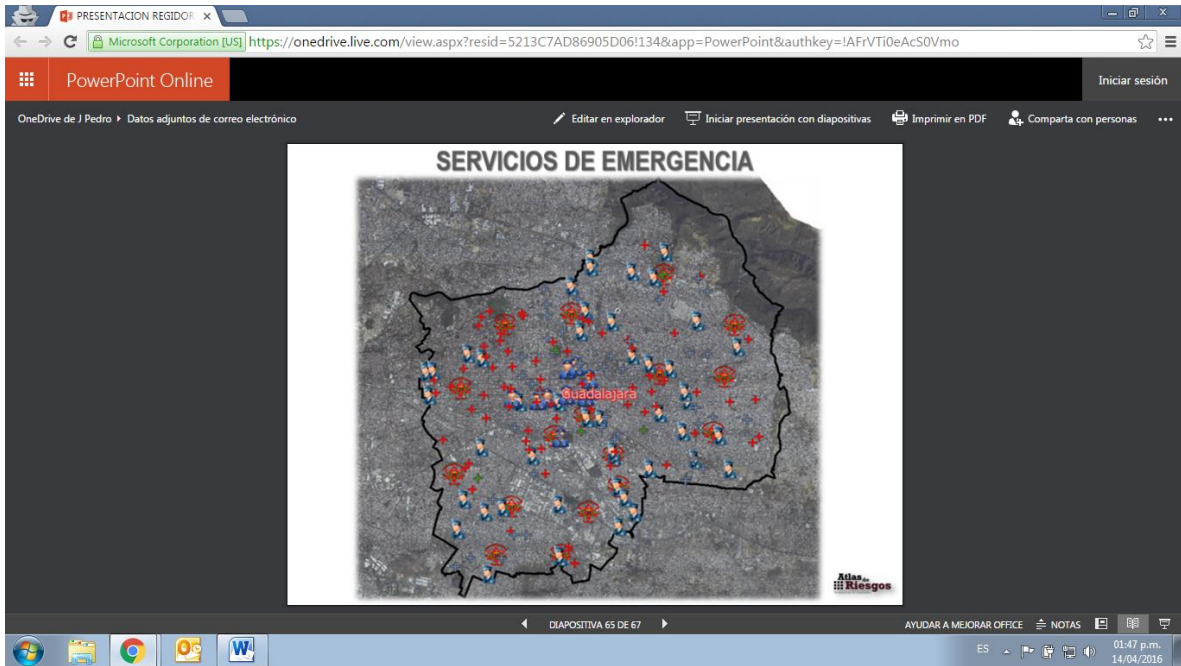 PRESENTACION REGIDOR
Microsoft Corporation [US] https://onedrive.live.com/view.aspx?resid=5213C7AD86905D06!134&app=PowerPoint&authkey=!AFrVTi0eAcS0Vmo
PowerPoint Online
Iniciar sesión
OneDrive de J Pedro ▸ Datos adjuntos de correo electrónico
Editar en explorador
Iniciar presentación con diapositivas
Imprimir en PDF
Comparta con personas
SERVICIOS DE EMERGENCIA
Guadalajara
Atlas de
Riesgos
DIAPOSITIVA 65 DE 67
AYUDAR A MEJORAR OFFICE
NOTAS
ES
01:47 p.m.
14/04/2016